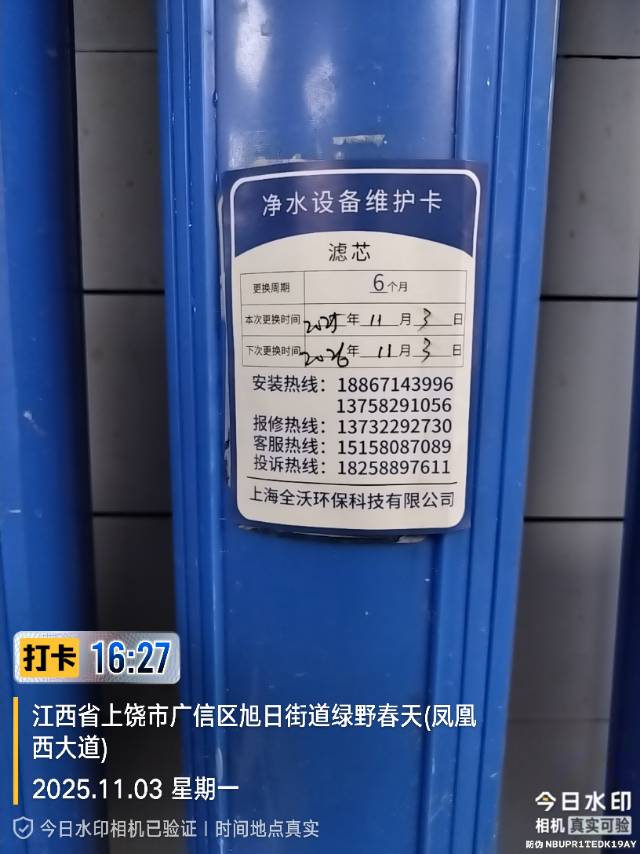 净水设备维护卡
滤芯
更换周期 6个月
本次更换时间 2025年 11 月 3 日
下次更换时间 2026年 11 月 3 日
安装热线：18867143996
13758291056
报修热线：13732292730
客服热线：15158087089
投诉热线：18258897611
上海全沃环保科技有限公司
打卡 16:27
江西省上饶市广信区旭日街道绿野春天(凤凰
西大道)
2025.11.03 星期一
今日水印相机已验证 | 时间地点真实
今日水印
相机 真实可验
防伪 NBUPR1TEDK19AY